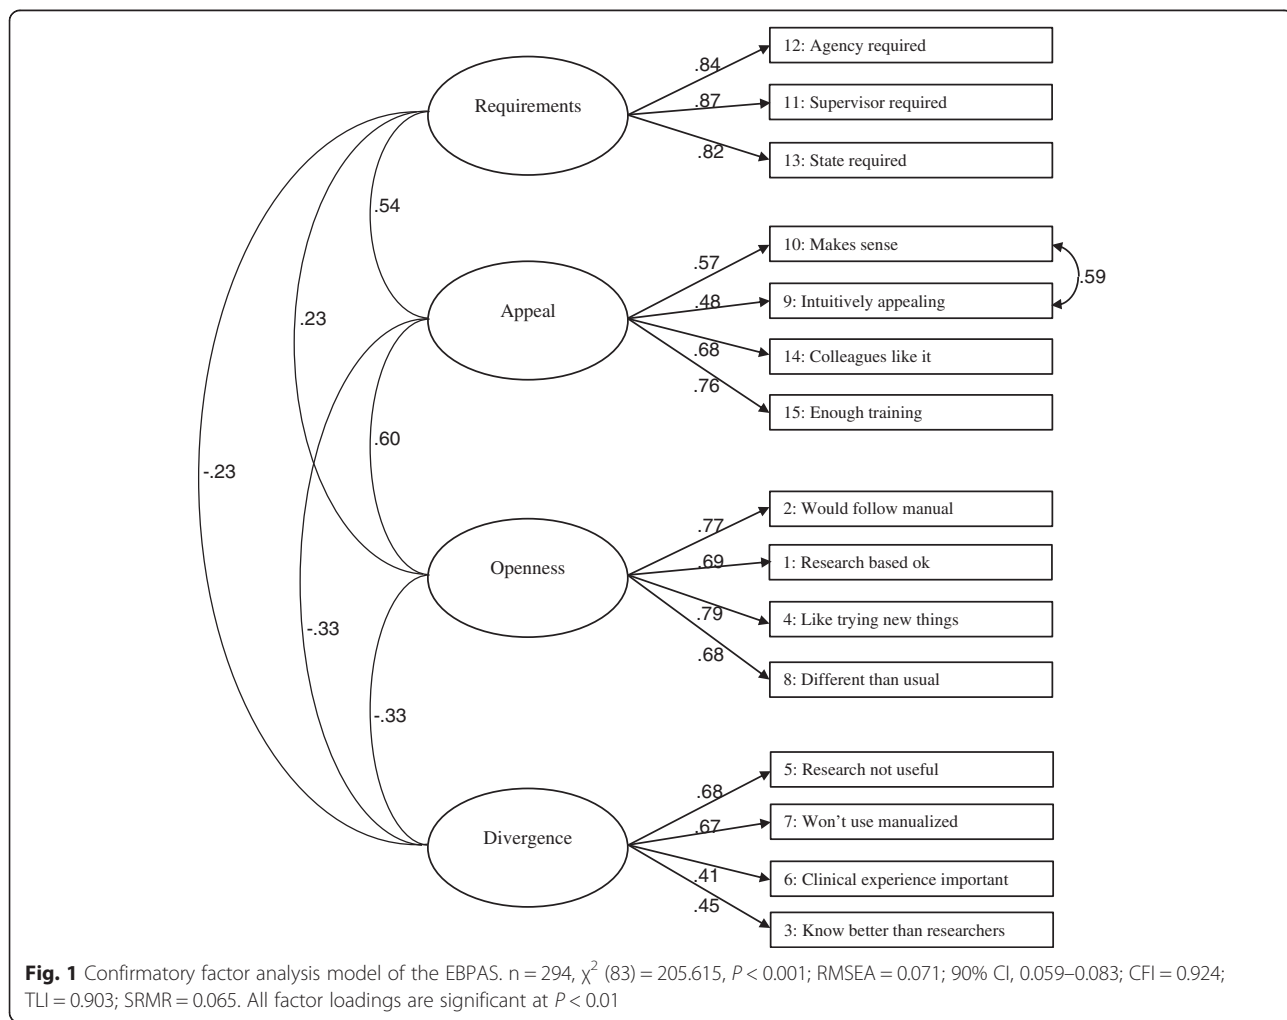 Requirements
.84
.87
.82
12: Agency required
11: Supervisor required
13: State required
.54
.23
-.23
Appeal
.57
.48
.68
.76
10: Makes sense
9: Intuitively appealing
14: Colleagues like it
15: Enough training
.59
.60
-.33
Openness
.77
.69
.79
.68
2: Would follow manual
1: Research based ok
4: Like trying new things
8: Different than usual
-.33
Divergence
.68
.67
.41
.45
5: Research not useful
7: Won't use manualized
6: Clinical experience important
3: Know better than researchers
Fig. 1 Confirmatory factor analysis model of the EBPAS. n = 294, χ² (83) = 205.615, P < 0.001; RMSEA = 0.071; 90% CI, 0.059–0.083; CFI = 0.924;
TLI = 0.903; SRMR = 0.065. All factor loadings are significant at P < 0.01